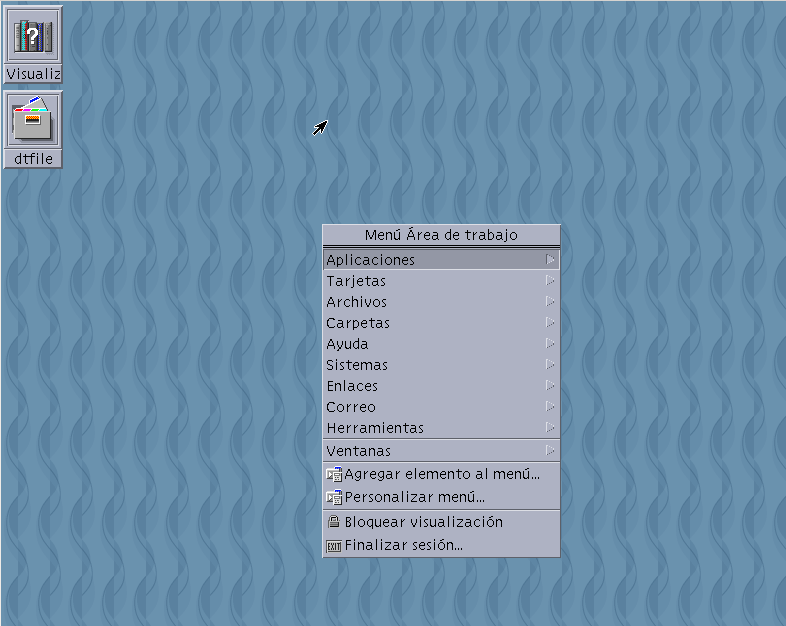 ?
Visualiz
dtfile
Menú Área de trabajo
Aplicaciones
Tarjetas
Archivos
Carpetas
Ayuda
Sistemas
Enlaces
Correo
Herramientas
Ventanas
Agregar elemento al menú...
Personalizar menú...
Bloquear visualización
EXIT Finalizar sesión...